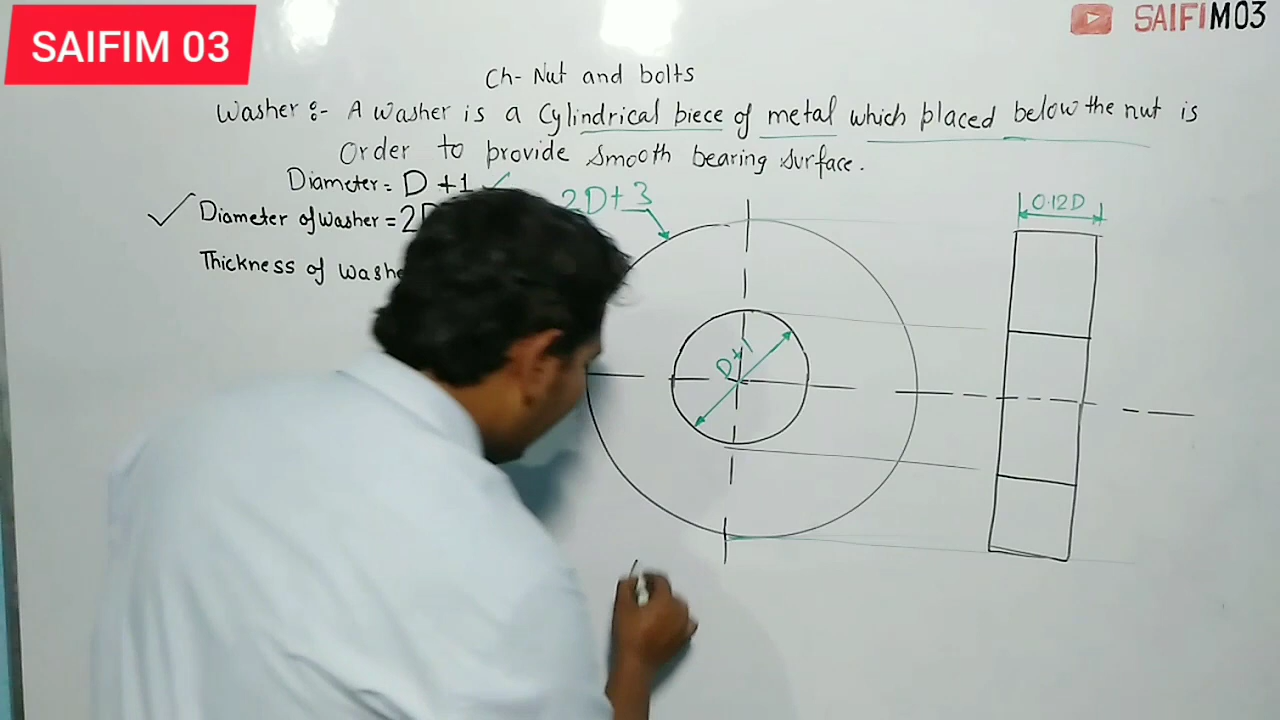 SAIFIM 03
SAIFIM03
Ch- Nut and bolts
Washer :- A washer is a Cylindrical biece of metal which placed below the nut is
Order to provide smooth bearing surface.
Diameter = D +1
2D+ 3
Diameter of washer = 2D
Thickness of
0.12D
D+1